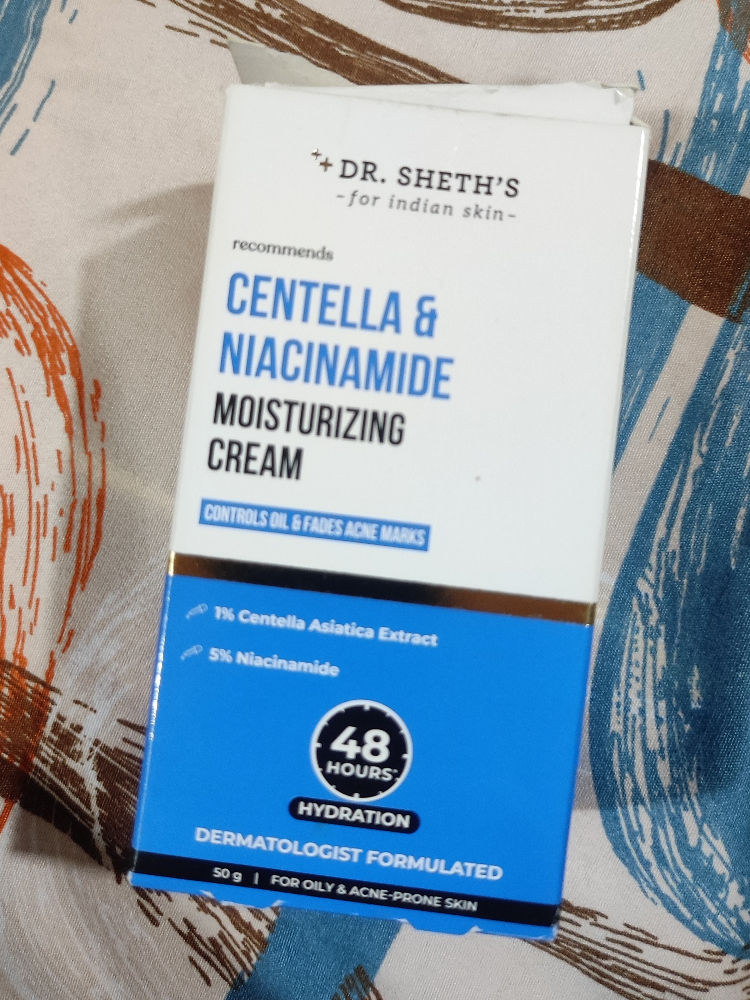 DR. SHETH'S
-for indian skin-
recommends
CENTELLA &
NIACINAMIDE
MOISTURIZING
CREAM
CONTROLS OIL & FADES ACNE MARKS
1% Centella Asiatica Extract
5% Niacinamide
48
HOURS*
HYDRATION
DERMATOLOGIST FORMULATED
50 g | FOR OILY & ACNE-PRONE SKIN